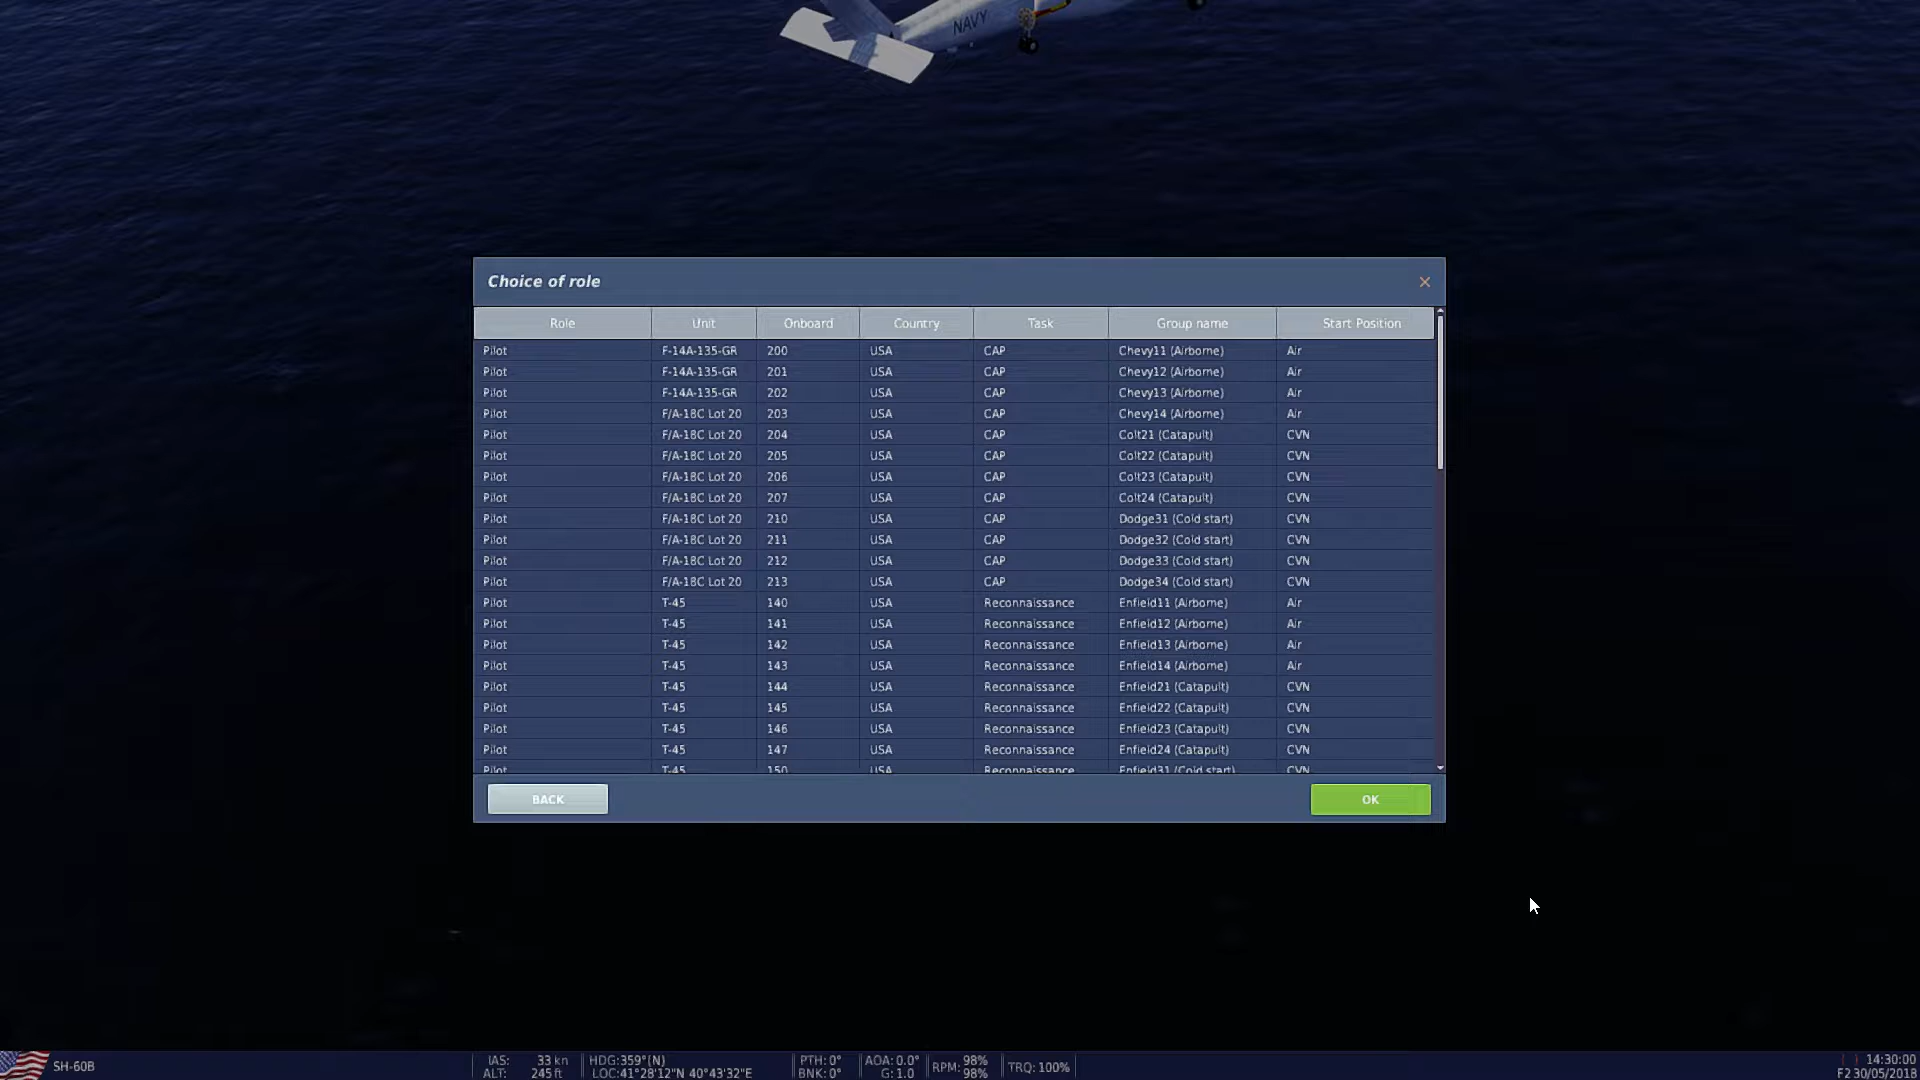 NAVY
Choice of role ×
Role Unit Onboard Country Task Group name Start Position
Pilot F-14A-135-GR 200 USA CAP Chevy11 (Airborne) Air
Pilot F-14A-135-GR 201 USA CAP Chevy12 (Airborne) Air
Pilot F-14A-135-GR 202 USA CAP Chevy13 (Airborne) Air
Pilot F/A-18C Lot 20 203 USA CAP Chevy14 (Airborne) Air
Pilot F/A-18C Lot 20 204 USA CAP Colt21 (Catapult) CVN
Pilot F/A-18C Lot 20 205 USA CAP Colt22 (Catapult) CVN
Pilot F/A-18C Lot 20 206 USA CAP Colt23 (Catapult) CVN
Pilot F/A-18C Lot 20 207 USA CAP Colt24 (Catapult) CVN
Pilot F/A-18C Lot 20 210 USA CAP Dodge31 (Cold start) CVN
Pilot F/A-18C Lot 20 211 USA CAP Dodge32 (Cold start) CVN
Pilot F/A-18C Lot 20 212 USA CAP Dodge33 (Cold start) CVN
Pilot F/A-18C Lot 20 213 USA CAP Dodge34 (Cold start) CVN
Pilot T-45 140 USA Reconnaissance Enfield11 (Airborne) Air
Pilot T-45 141 USA Reconnaissance Enfield12 (Airborne) Air
Pilot T-45 142 USA Reconnaissance Enfield13 (Airborne) Air
Pilot T-45 143 USA Reconnaissance Enfield14 (Airborne) Air
Pilot T-45 144 USA Reconnaissance Enfield21 (Catapult) CVN
Pilot T-45 145 USA Reconnaissance Enfield22 (Catapult) CVN
Pilot T-45 146 USA Reconnaissance Enfield23 (Catapult) CVN
Pilot T-45 147 USA Reconnaissance Enfield24 (Catapult) CVN
Pilot T-45 150 USA Reconnaissance Enfield31 (Cold start) CVN
BACK OK
SH-60B
IAS: 33 kn HDG:359°(N) PTH: 0° AOA: 0.0° RPM: 98% TRQ: 100% 14:30:00
ALT: 245 ft LOC:41°28'12"N 40°43'32"E BNK: 0° G: 1.0 98% F2 30/05/2018